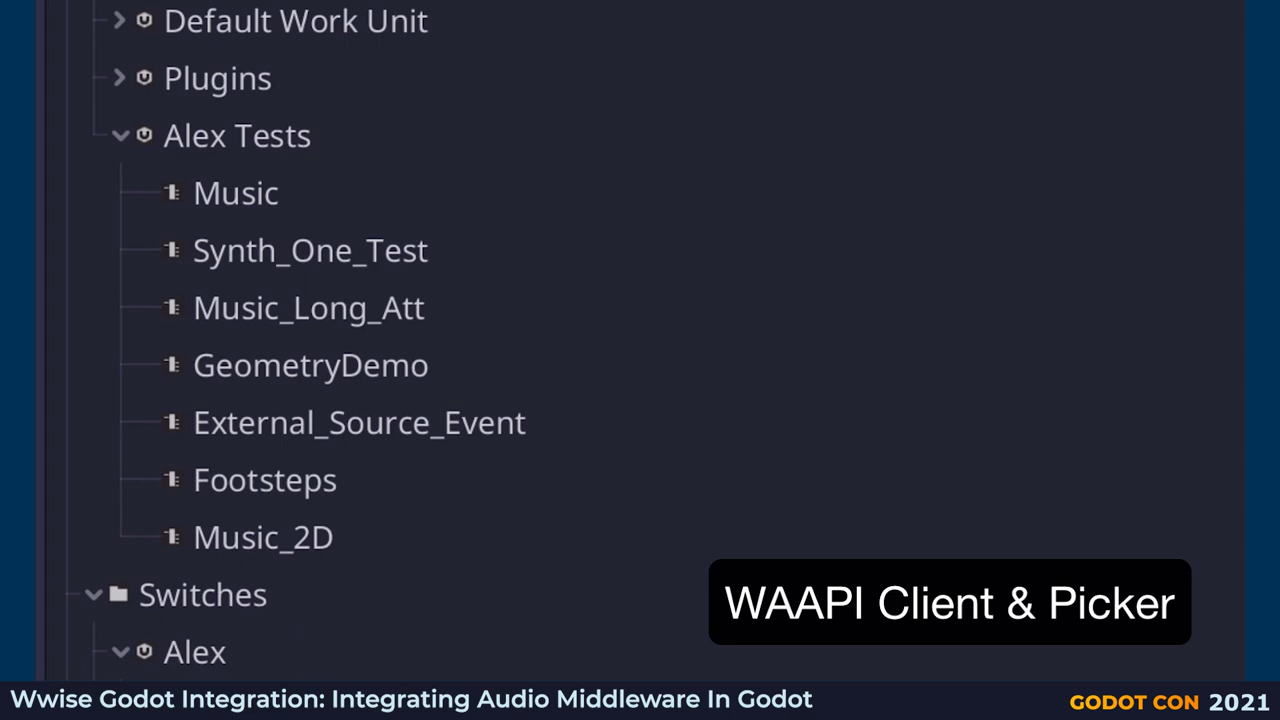 Default Work Unit
Plugins
Alex Tests
Music
Synth_One_Test
Music_Long_Att
GeometryDemo
External_Source_Event
Footsteps
Music_2D
Switches
Alex
WAAPI Client & Picker
Wwise Godot Integration: Integrating Audio Middleware In Godot
GODOT CON 2021